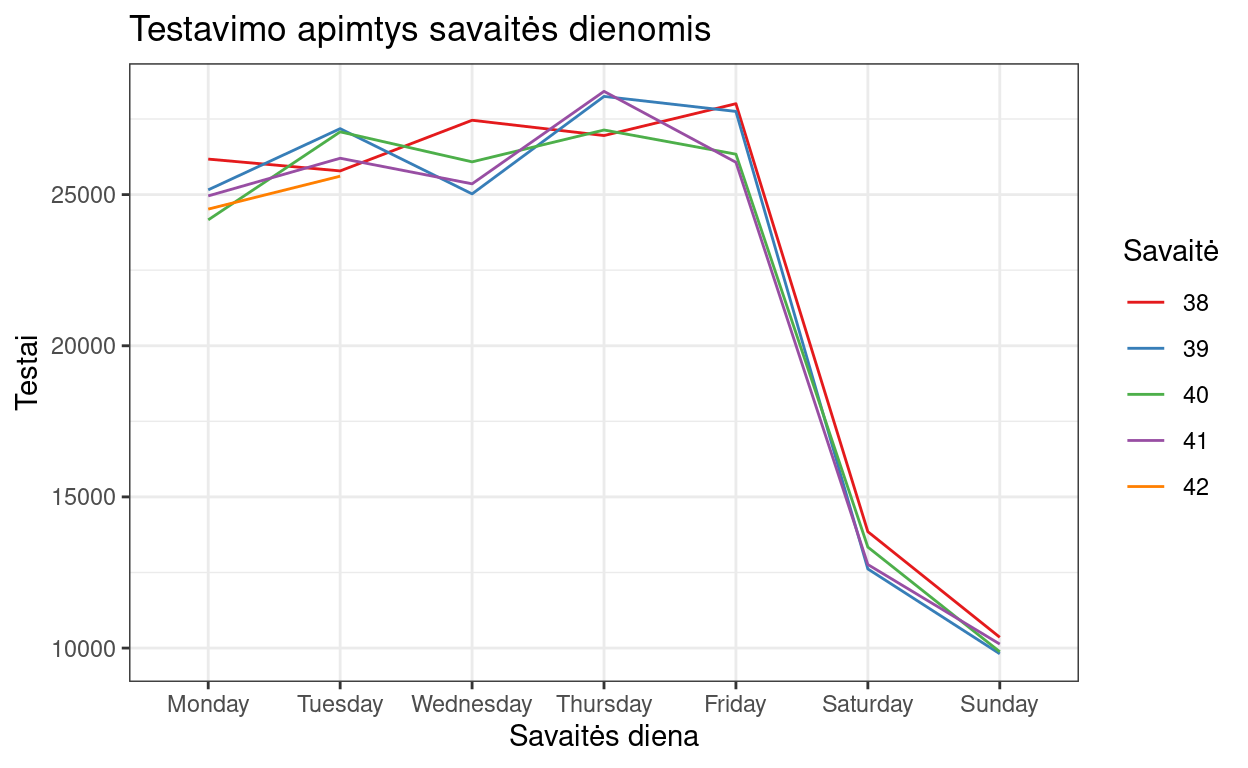 Testavimo apimtys savaitės dienomis
Testai
25000
20000
15000
10000
Monday Tuesday Wednesday Thursday Friday Saturday Sunday
Savaitės diena
Savaitė
38
39
40
41
42